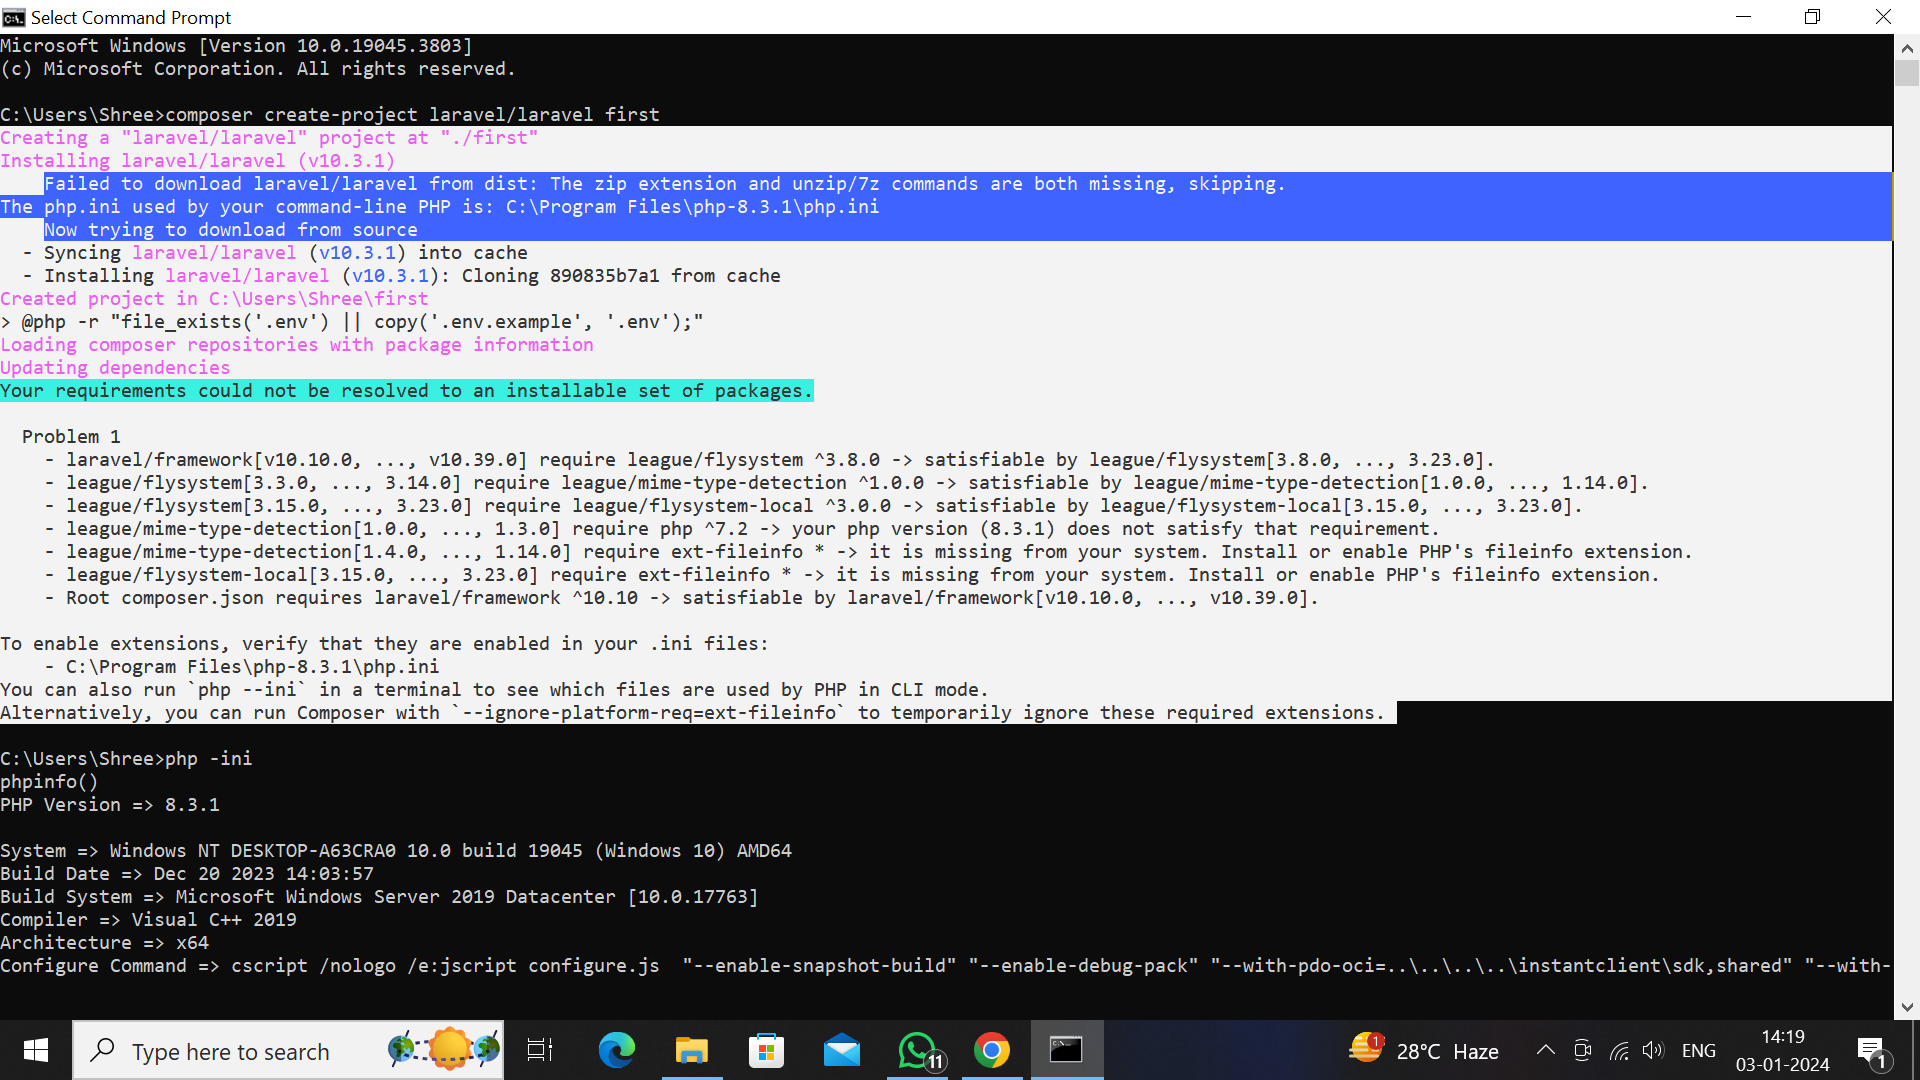 Select Command Prompt
Microsoft Windows [Version 10.0.19045.3803]
(c) Microsoft Corporation. All rights reserved.
C:\Users\Shree>composer create-project laravel/laravel first
Creating a "laravel/laravel" project at "./first"
Installing laravel/laravel (v10.3.1)
    Failed to download laravel/laravel from dist: The zip extension and unzip/7z commands are both missing, skipping.
The php.ini used by your command-line PHP is: C:\Program Files\php-8.3.1\php.ini
    Now trying to download from source
  - Syncing laravel/laravel (v10.3.1) into cache
  - Installing laravel/laravel (v10.3.1): Cloning 890835b7a1 from cache
Created project in C:\Users\Shree\first
> @php -r "file_exists('.env') || copy('.env.example', '.env');"
Loading composer repositories with package information
Updating dependencies
Your requirements could not be resolved to an installable set of packages.
  Problem 1
    - laravel/framework[v10.10.0, ..., v10.39.0] require league/flysystem ^3.8.0 -> satisfiable by league/flysystem[3.8.0, ..., 3.23.0].
    - league/flysystem[3.3.0, ..., 3.14.0] require league/mime-type-detection ^1.0.0 -> satisfiable by league/mime-type-detection[1.0.0, ..., 1.14.0].
    - league/flysystem[3.15.0, ..., 3.23.0] require league/flysystem-local ^3.0.0 -> satisfiable by league/flysystem-local[3.15.0, ..., 3.23.0].
    - league/mime-type-detection[1.0.0, ..., 1.3.0] require php ^7.2 -> your php version (8.3.1) does not satisfy that requirement.
    - league/mime-type-detection[1.4.0, ..., 1.14.0] require ext-fileinfo * -> it is missing from your system. Install or enable PHP's fileinfo extension.
    - league/flysystem-local[3.15.0, ..., 3.23.0] require ext-fileinfo * -> it is missing from your system. Install or enable PHP's fileinfo extension.
    - Root composer.json requires laravel/framework ^10.10 -> satisfiable by laravel/framework[v10.10.0, ..., v10.39.0].
To enable extensions, verify that they are enabled in your .ini files:
    - C:\Program Files\php-8.3.1\php.ini
You can also run `php --ini` in a terminal to see which files are used by PHP in CLI mode.
Alternatively, you can run Composer with `--ignore-platform-req=ext-fileinfo` to temporarily ignore these required extensions.
C:\Users\Shree>php -ini
phpinfo()
PHP Version => 8.3.1
System => Windows NT DESKTOP-A63CRA0 10.0 build 19045 (Windows 10) AMD64
Build Date => Dec 20 2023 14:03:57
Build System => Microsoft Windows Server 2019 Datacenter [10.0.17763]
Compiler => Visual C++ 2019
Architecture => x64
Configure Command => cscript /nologo /e:jscript configure.js  "--enable-snapshot-build" "--enable-debug-pack" "--with-pdo-oci=..\..\..\..\instantclient\sdk,shared" "--with-
Type here to search
11
1
28°C Haze
ENG
14:19
03-01-2024
1